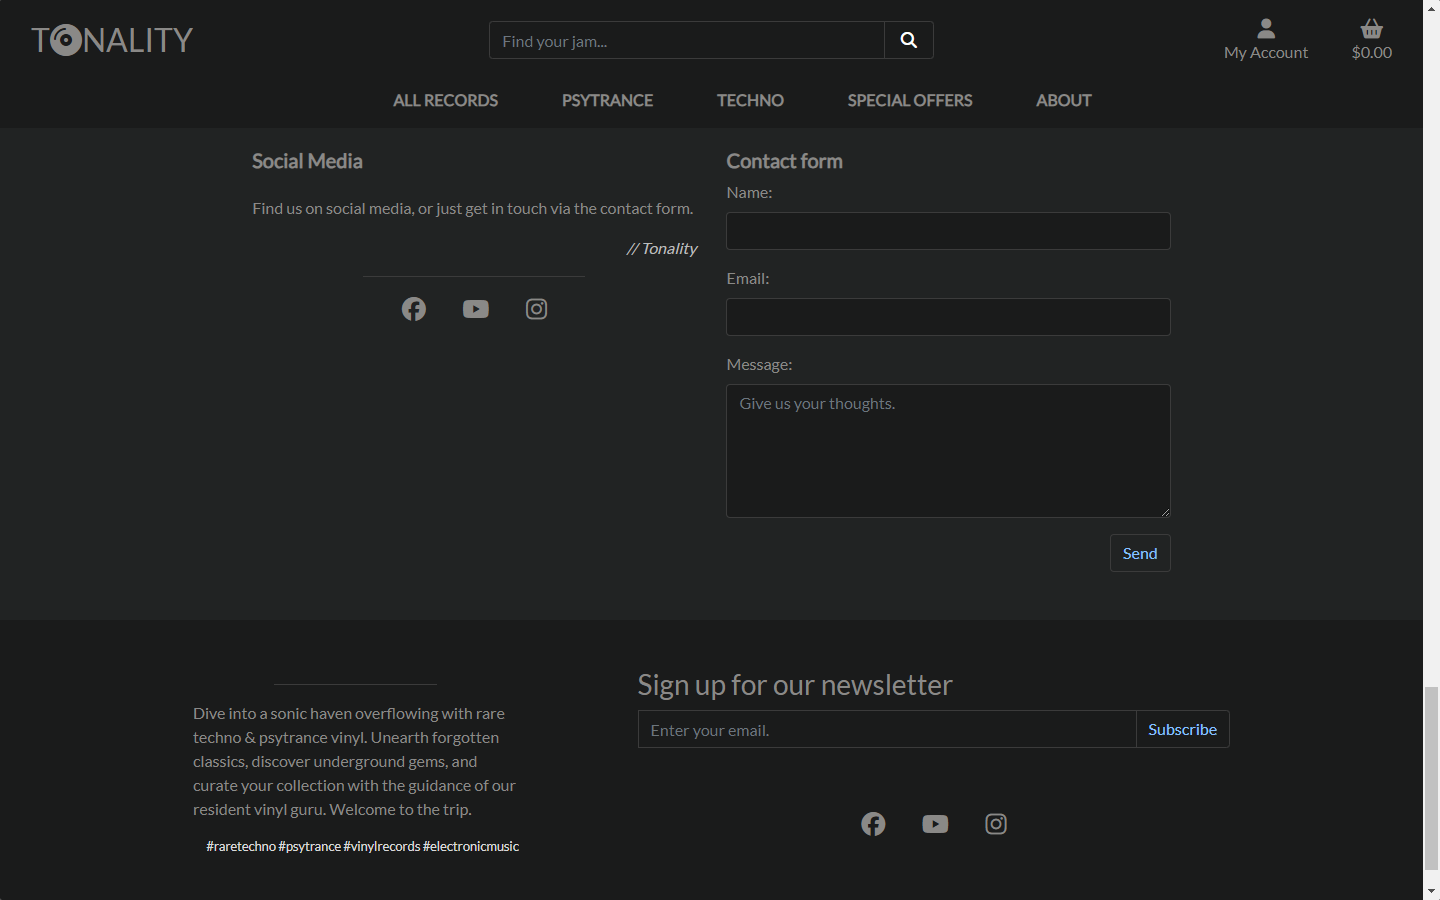 TONALITY
Find your jam...
My Account
$0.00
ALL RECORDS
PSYTRANCE
TECHNO
SPECIAL OFFERS
ABOUT
Social Media
Find us on social media, or just get in touch via the contact form.
// Tonality
Contact form
Name:
Email:
Message:
Give us your thoughts.
Send
Dive into a sonic haven overflowing with rare
techno & psytrance vinyl. Unearth forgotten
classics, discover underground gems, and
curate your collection with the guidance of our
resident vinyl guru. Welcome to the trip.
#raretechno #psytrance #vinylrecords #electronicmusic
Sign up for our newsletter
Enter your email.
Subscribe